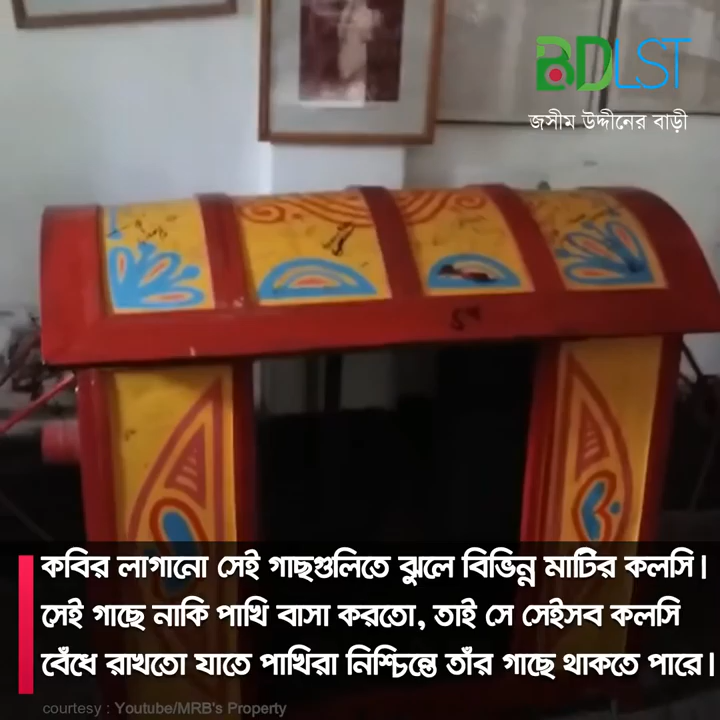 BDLST
জসীম উদ্দীনের বাড়ী
কবির লাগানো সেই গাছগুলিতে ঝুলে বিভিন্ন মাটির কলসি।
সেই গাছে নাকি পাখি বাসা করতো, তাই সে সেইসব কলসি
বেঁধে রাখতো যাতে পাখিরা নিশ্চিন্তে তাঁর গাছে থাকতে পারে।
courtesy : Youtube/MRB's Property